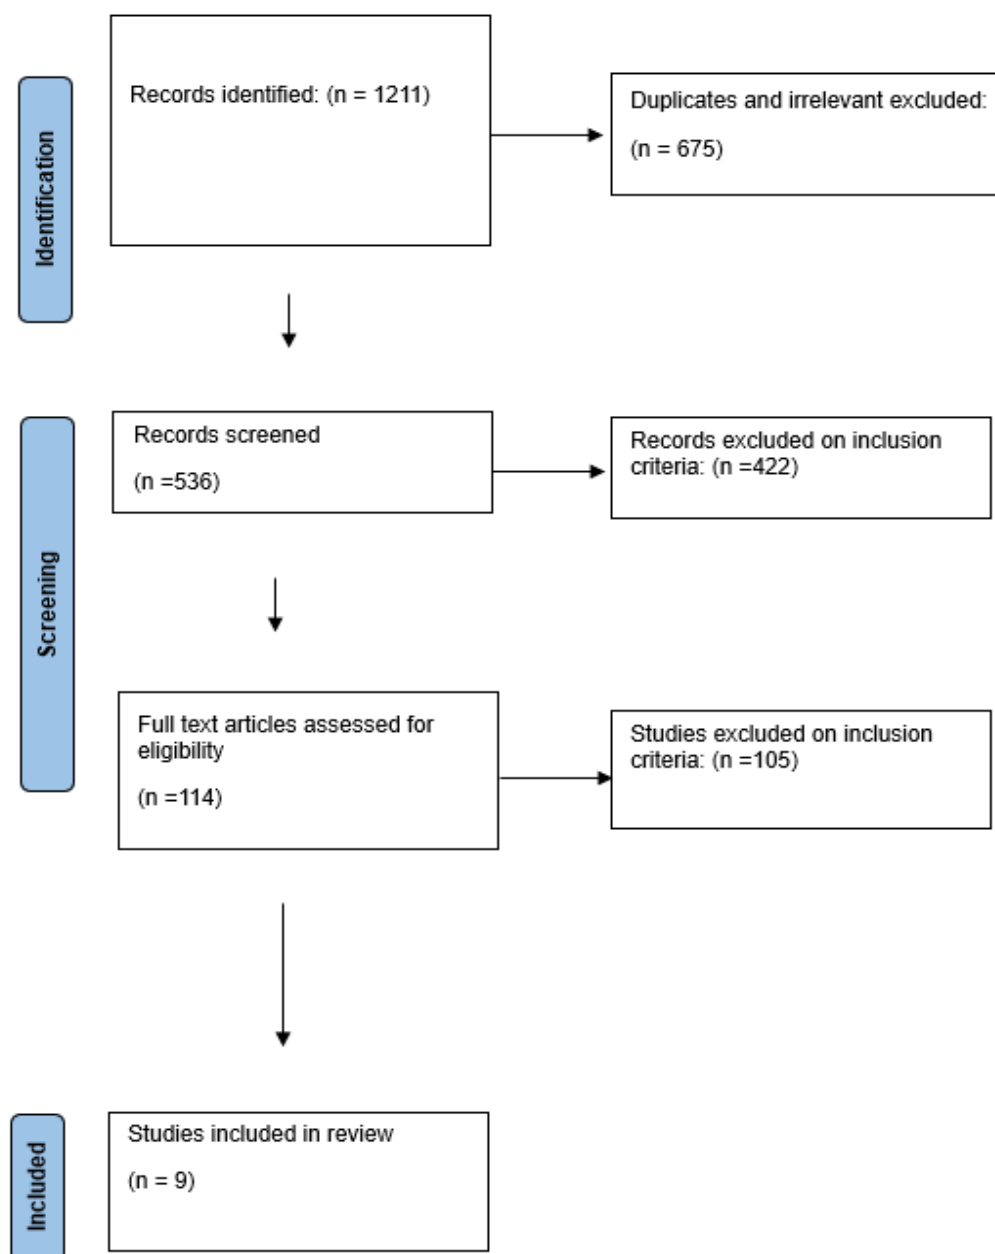 Identification
Records identified: (n = 1211)
Duplicates and irrelevant excluded:
(n = 675)
Screening
Records screened
(n =536)
Records excluded on inclusion
criteria: (n =422)
Full text articles assessed for
eligibility
(n =114)
Studies excluded on inclusion
criteria: (n =105)
Included
Studies included in review
(n = 9)